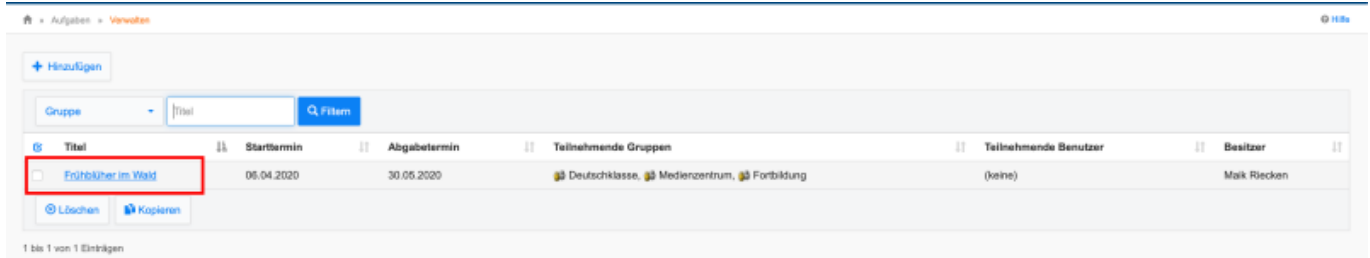 » Aufgaben » Verwalten Hilfe
Hinzufügen
Gruppe Titel Filtern
Titel Starttermin Abgabetermin Teilnehmende Gruppen Teilnehmende Benutzer Besitzer
Frühblüher im Wald 06.04.2020 30.05.2020 Deutschklasse, Medienzentrum, Fortbildung (keine) Maik Riecken
Löschen Kopieren
1 bis 1 von 1 Einträgen